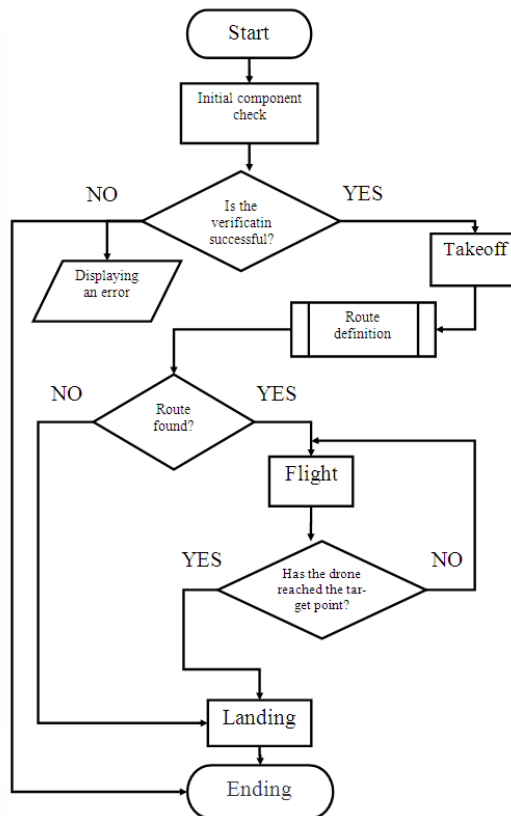 Start
Initial component
check
NO
YES
Is the
verificatin
successful?
Takeoff
Displaying
an error
Route
definition
NO
YES
Route
found?
Flight
YES
NO
Has the drone
reached the tar-
get point?
Landing
Ending